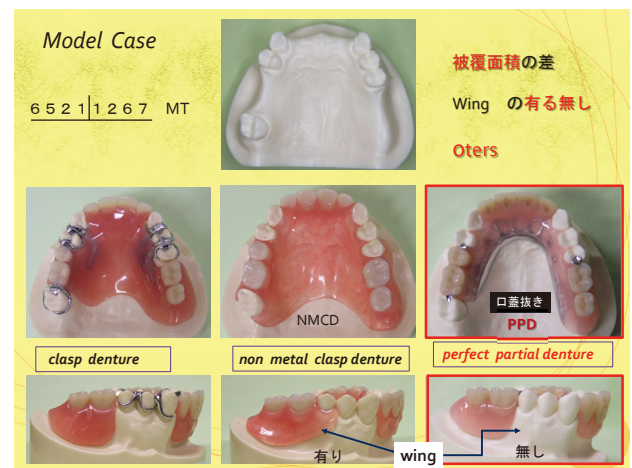 Model Case
被覆面積の差
6 5 2 1|1 2 6 7 MT
Wing の有る無し
Oters
NMCD
口蓋抜き
PPD
clasp denture
non metal clasp denture
perfect partial denture
有り
wing
無し